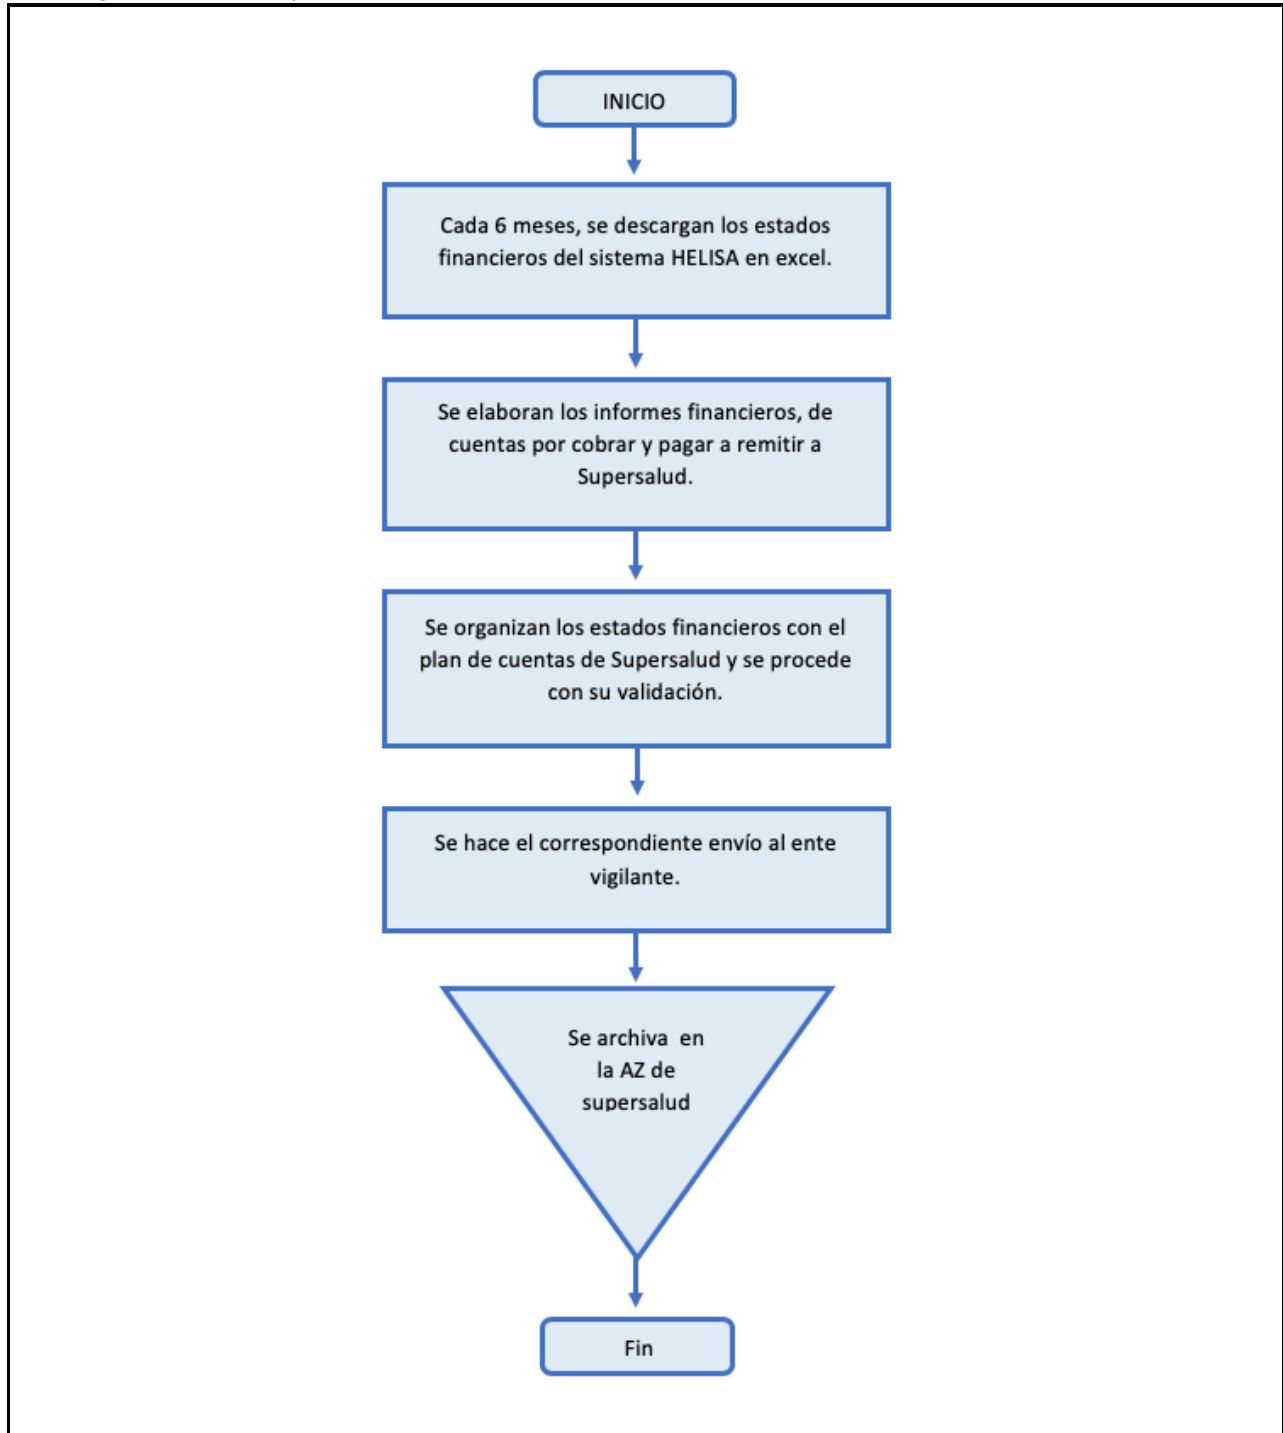 INICIO
Cada 6 meses, se descargan los estados
financieros del sistema HELISA en excel.
Se elaboran los informes financieros, de
cuentas por cobrar y pagar a remitir a
Supersalud.
Se organizan los estados financieros con el
plan de cuentas de Supersalud y se procede
con su validación.
Se hace el correspondiente envío al ente
vigilante.
Se archiva  en
la AZ de
supersalud
Fin